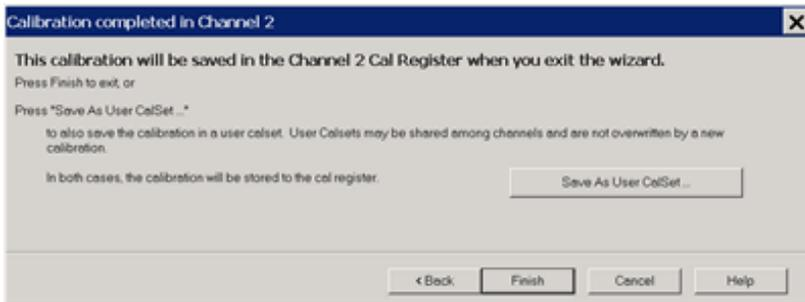 Calibration completed in Channel 2
This calibration will be saved in the Channel 2 Cal Register when you exit the wizard.
Press Finish to exit, or
Press "Save As User CalSet..."
to also save the calibration in a user calset. User Calsets may be shared among channels and are not overwritten by a new
calibration.
In both cases, the calibration will be stored to the cal register.
Save As User CalSet...
< Back
Finish
Cancel
Help